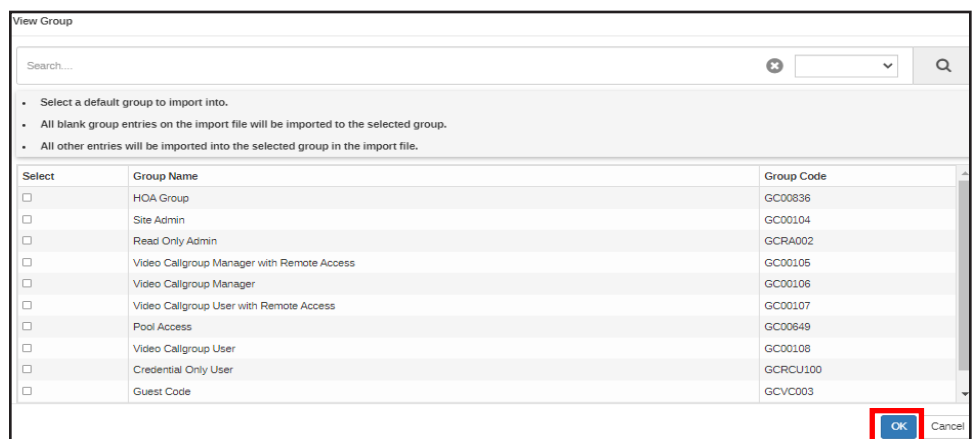 View Group
Search....
• Select a default group to import into.
• All blank group entries on the import file will be imported to the selected group.
• All other entries will be imported into the selected group in the import file.
Select Group Name Group Code
HOA Group GC00836
Site Admin GC00104
Read Only Admin GCRA002
Video Callgroup Manager with Remote Access GC00105
Video Callgroup Manager GC00106
Video Callgroup User with Remote Access GC00107
Pool Access GC00649
Video Callgroup User GC00108
Credential Only User GCRCU100
Guest Code GCVC003
OK Cancel